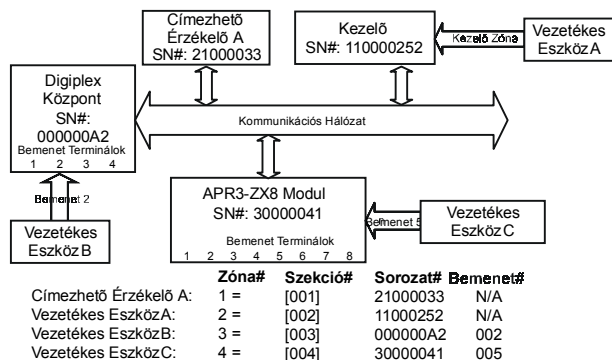 Címezhető
Érzékelő A
SN#: 21000033
Kezelő
SN#: 110000252
Kezelő Zóna
Vezetékes
Eszköz A
Digiplex
Központ
SN#:
000000A2
Bemenet Terminálok
1 2 3 4
Kommunikációs Hálózat
Bemenet 2
Vezetékes
Eszköz B
APR3-ZX8 Modul
SN#: 30000041
Bemenet Terminálok
1 2 3 4 5 6 7 8
Bemenet 5
Vezetékes
Eszköz C
Zóna# Szekció# Sorozat# Bemenet#
Címezhető Érzékelő A: 1 = [001] 21000033 N/A
Vezetékes Eszköz A: 2 = [002] 11000252 N/A
Vezetékes Eszköz B: 3 = [003] 000000A2 002
Vezetékes Eszköz C: 4 = [004] 30000041 005